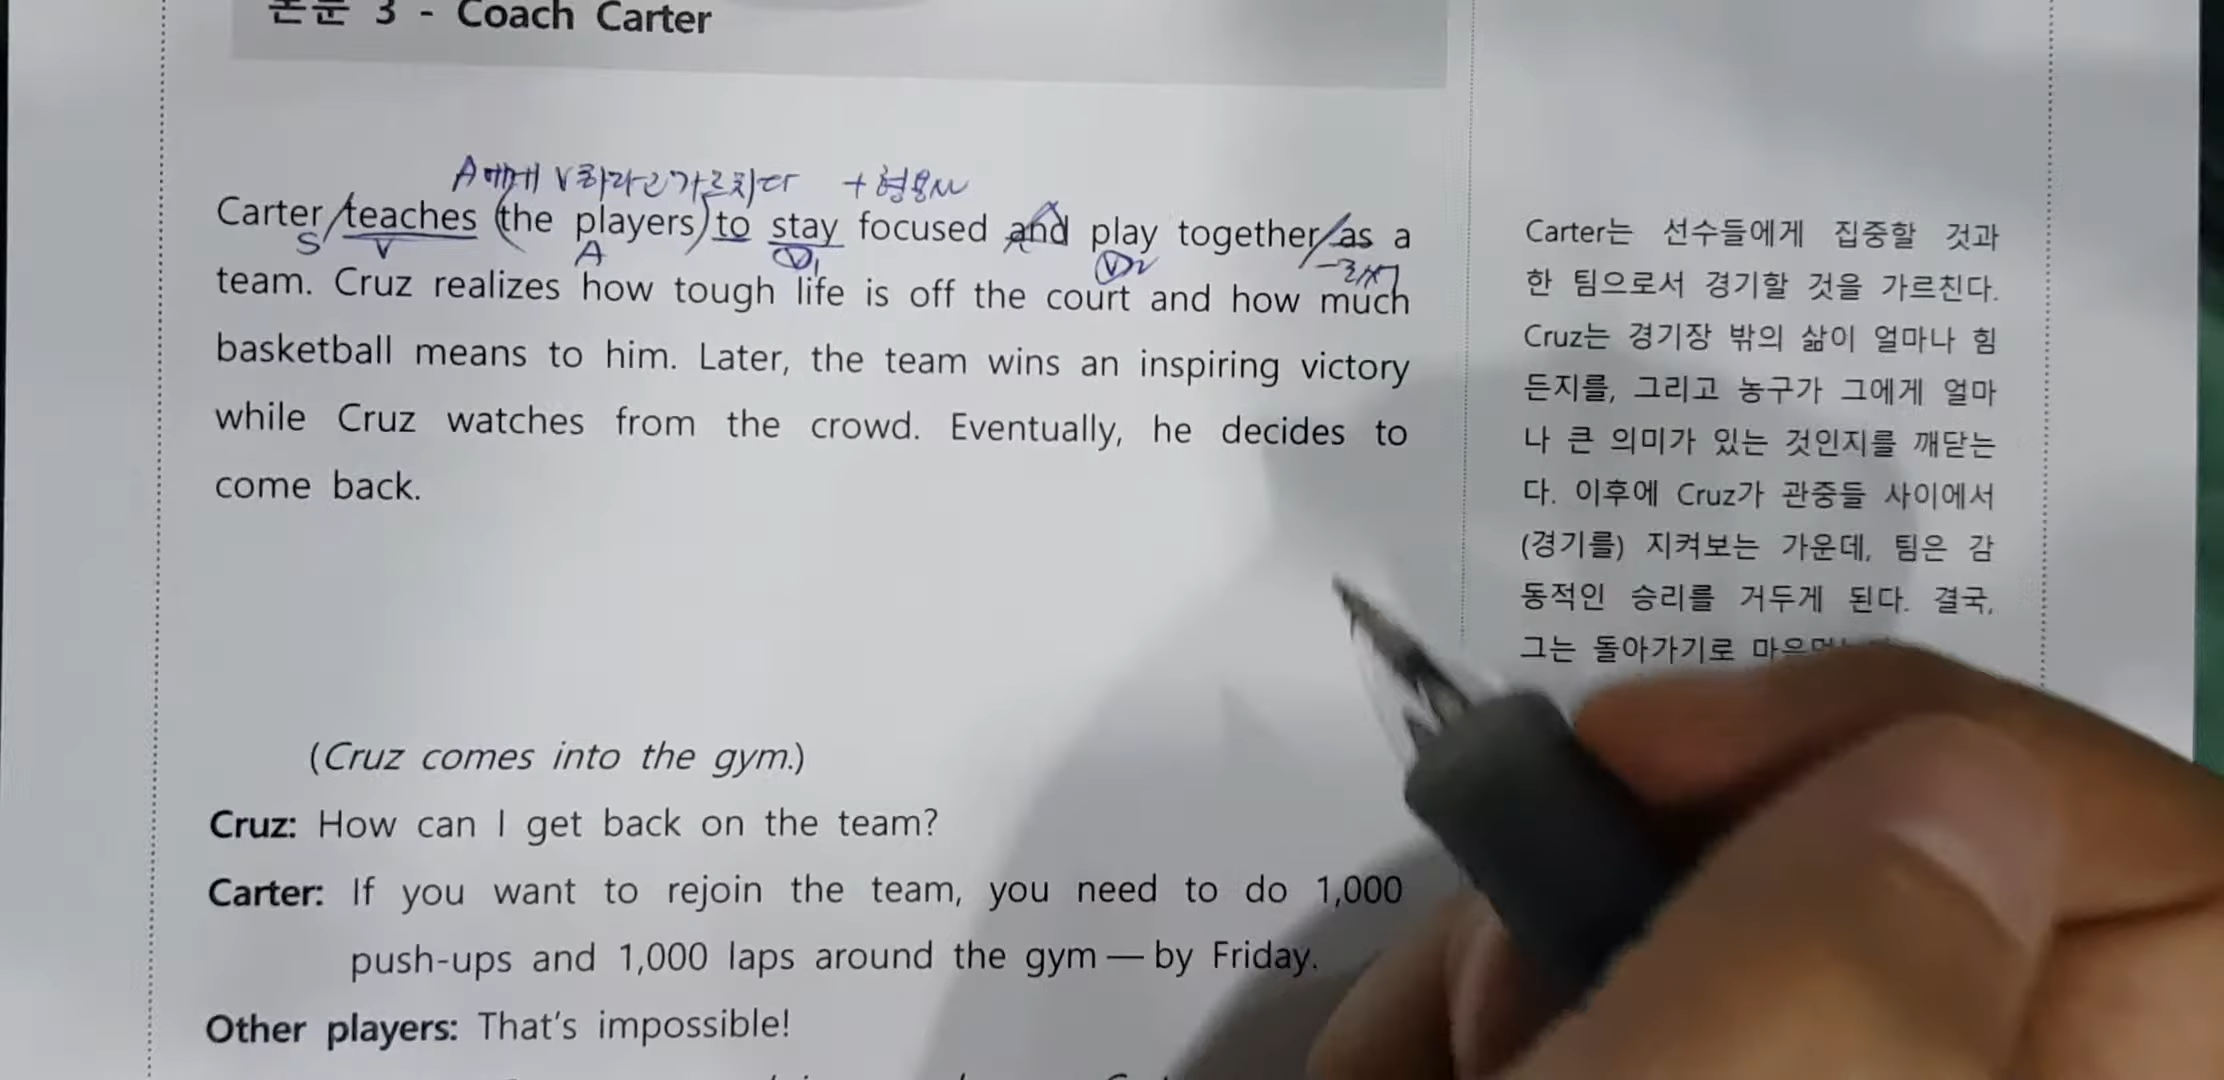 본문 3 - Coach Carter
A에게 V하라고 가르치다 +형용사
Carter teaches the players to stay focused and play together as a
S V A V1 V2 -로써
team. Cruz realizes how tough life is off the court and how much
basketball means to him. Later, the team wins an inspiring victory
while Cruz watches from the crowd. Eventually, he decides to
come back.
(Cruz comes into the gym.)
Cruz: How can I get back on the team?
Carter: If you want to rejoin the team, you need to do 1,000
push-ups and 1,000 laps around the gym — by Friday.
Other players: That's impossible!
Carter는 선수들에게 집중할 것과
한 팀으로서 경기할 것을 가르친다.
Cruz는 경기장 밖의 삶이 얼마나 힘
든지를, 그리고 농구가 그에게 얼마
나 큰 의미가 있는 것인지를 깨닫는
다. 이후에 Cruz가 관중들 사이에서
(경기를) 지켜보는 가운데, 팀은 감
동적인 승리를 거두게 된다. 결국,
그는 돌아가기로